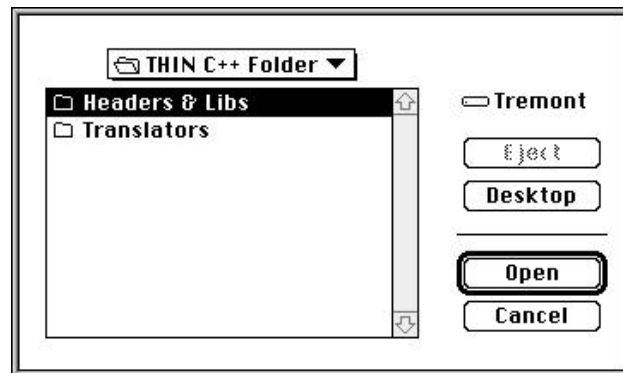 THIN C++ Folder
Headers & Libs
Translators
Tremont
Eject
Desktop
Open
Cancel